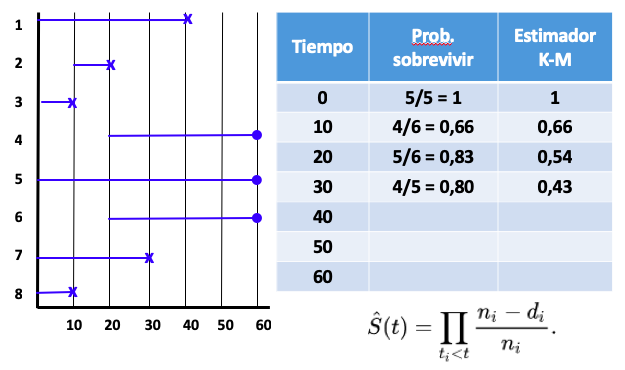 1
2
3
4
5
6
7
8
10 20 30 40 50 60
Tiempo Prob. sobrevivir Estimador K-M
0 5/5 = 1 1
10 4/6 = 0,66 0,66
20 5/6 = 0,83 0,54
30 4/5 = 0,80 0,43
40
50
60
Ŝ(t) = ∏ tᵢ<t (nᵢ − dᵢ)/nᵢ.